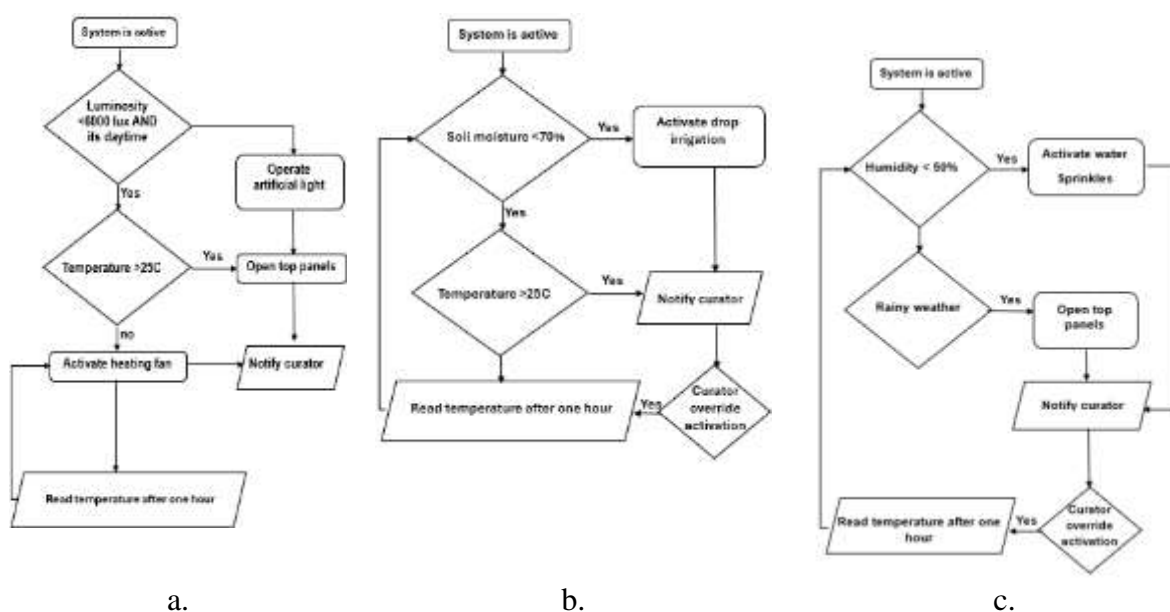 System is active
Luminosity
<6000 lux AND
its daytime
Operate
artificial light
Yes
Temperature >25C
Yes
Open top panels
no
Activate heating fan
Notify curator
Read temperature after one hour
a.
System is active
Soil moisture <70%
Yes
Activate drop
irrigation
Yes
Temperature >25C
Yes
Notify curator
Read temperature after one hour
Yes
Curator
override
activation
b.
System is active
Humidity < 50%
Yes
Activate water
Sprinkles
Rainy weather
Yes
Open top
panels
Notify curator
Read temperature after one
hour
Yes
Curator
override
activation
c.